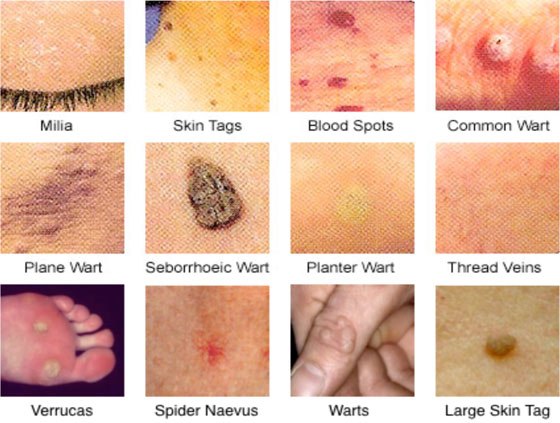 Milia
Skin Tags
Blood Spots
Common Wart
Plane Wart
Seborrhoeic Wart
Planter Wart
Thread Veins
Verrucas
Spider Naevus
Warts
Large Skin Tag